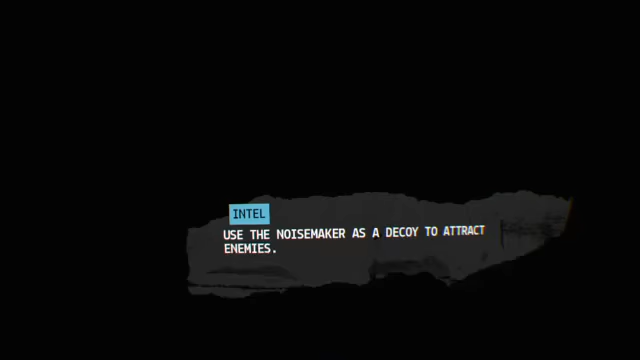 INTEL
USE THE NOISEMAKER AS A DECOY TO ATTRACT
ENEMIES.